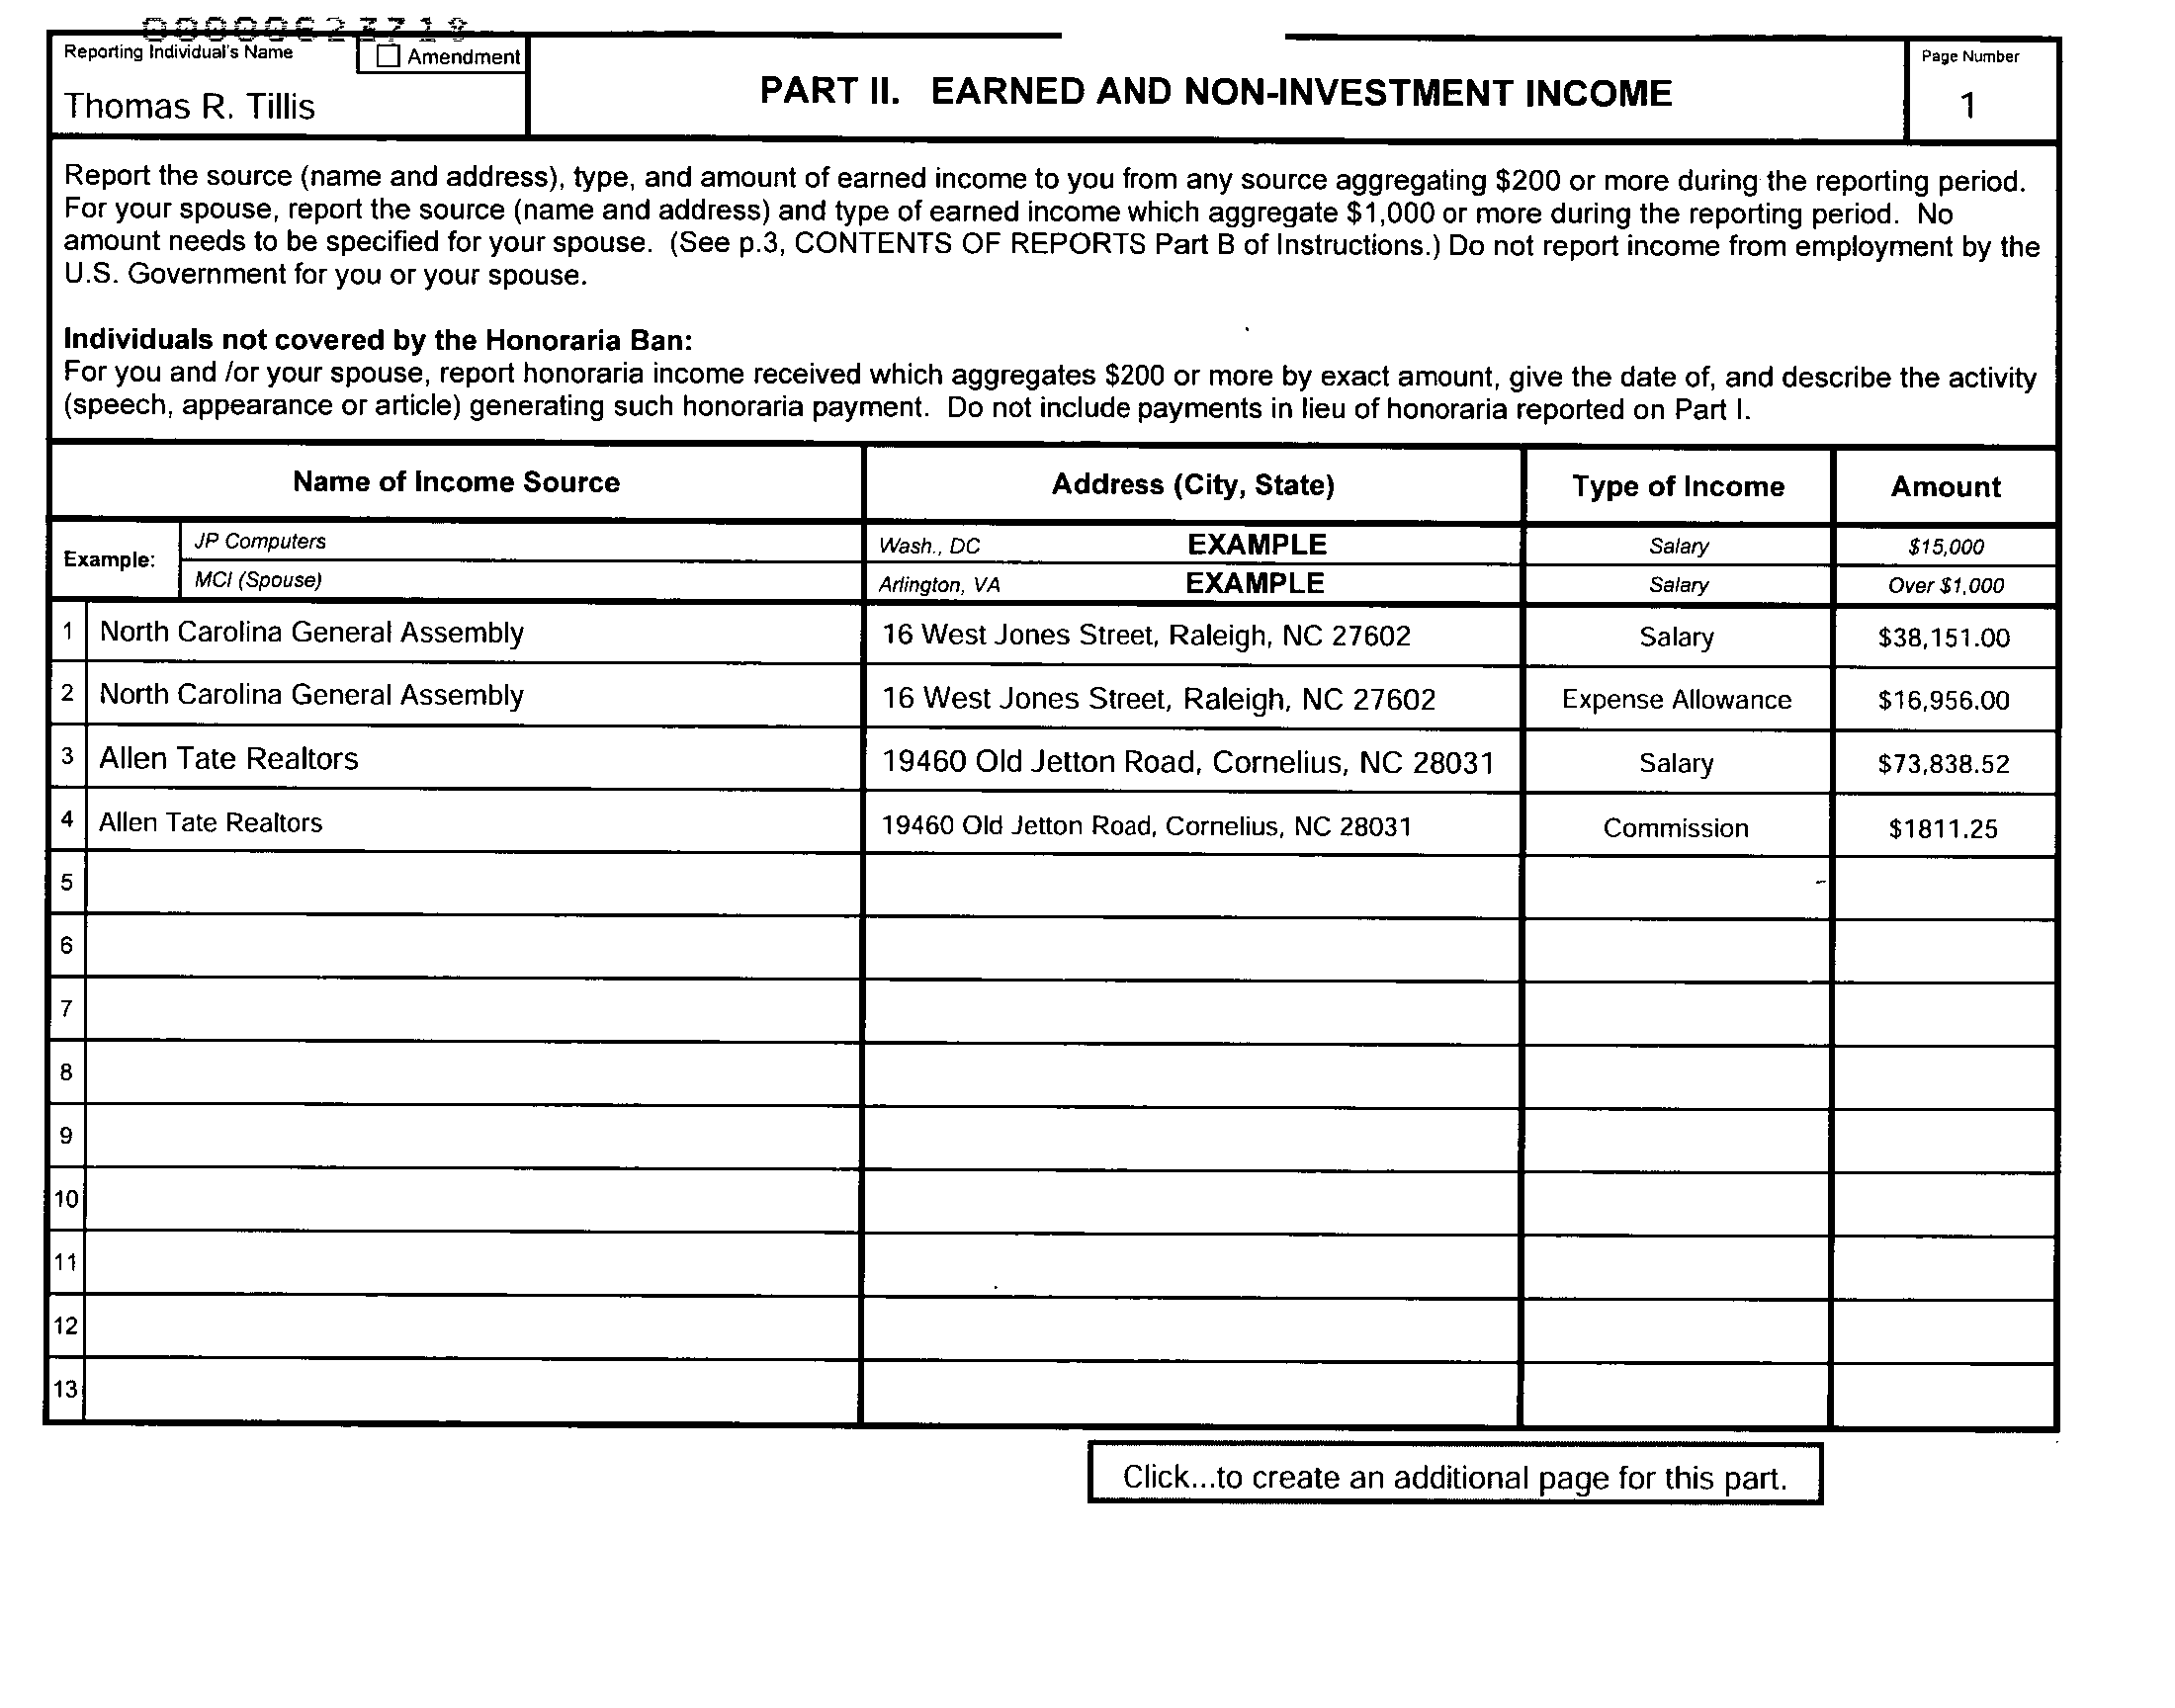 Reporting Individual's Name
Amendment
Thomas R. Tillis
PART II. EARNED AND NON-INVESTMENT INCOME
Page Number
1
Report the source (name and address), type, and amount of earned income to you from any source aggregating $200 or more during the reporting period.
For your spouse, report the source (name and address) and type of earned income which aggregate $1,000 or more during the reporting period. No
amount needs to be specified for your spouse. (See p.3, CONTENTS OF REPORTS Part B of Instructions.) Do not report income from employment by the
U.S. Government for you or your spouse.
Individuals not covered by the Honoraria Ban:
For you and /or your spouse, report honoraria income received which aggregates $200 or more by exact amount, give the date of, and describe the activity
(speech, appearance or article) generating such honoraria payment. Do not include payments in lieu of honoraria reported on Part I.
Name of Income Source Address (City, State) Type of Income Amount
Example: JP Computers Wash., DC EXAMPLE Salary $15,000
MCI (Spouse) Arlington, VA EXAMPLE Salary Over $1,000
1 North Carolina General Assembly 16 West Jones Street, Raleigh, NC 27602 Salary $38,151.00
2 North Carolina General Assembly 16 West Jones Street, Raleigh, NC 27602 Expense Allowance $16,956.00
3 Allen Tate Realtors 19460 Old Jetton Road, Cornelius, NC 28031 Salary $73,838.52
4 Allen Tate Realtors 19460 Old Jetton Road, Cornelius, NC 28031 Commission $1811.25
5
6
7
8
9
10
11
12
13
Click...to create an additional page for this part.